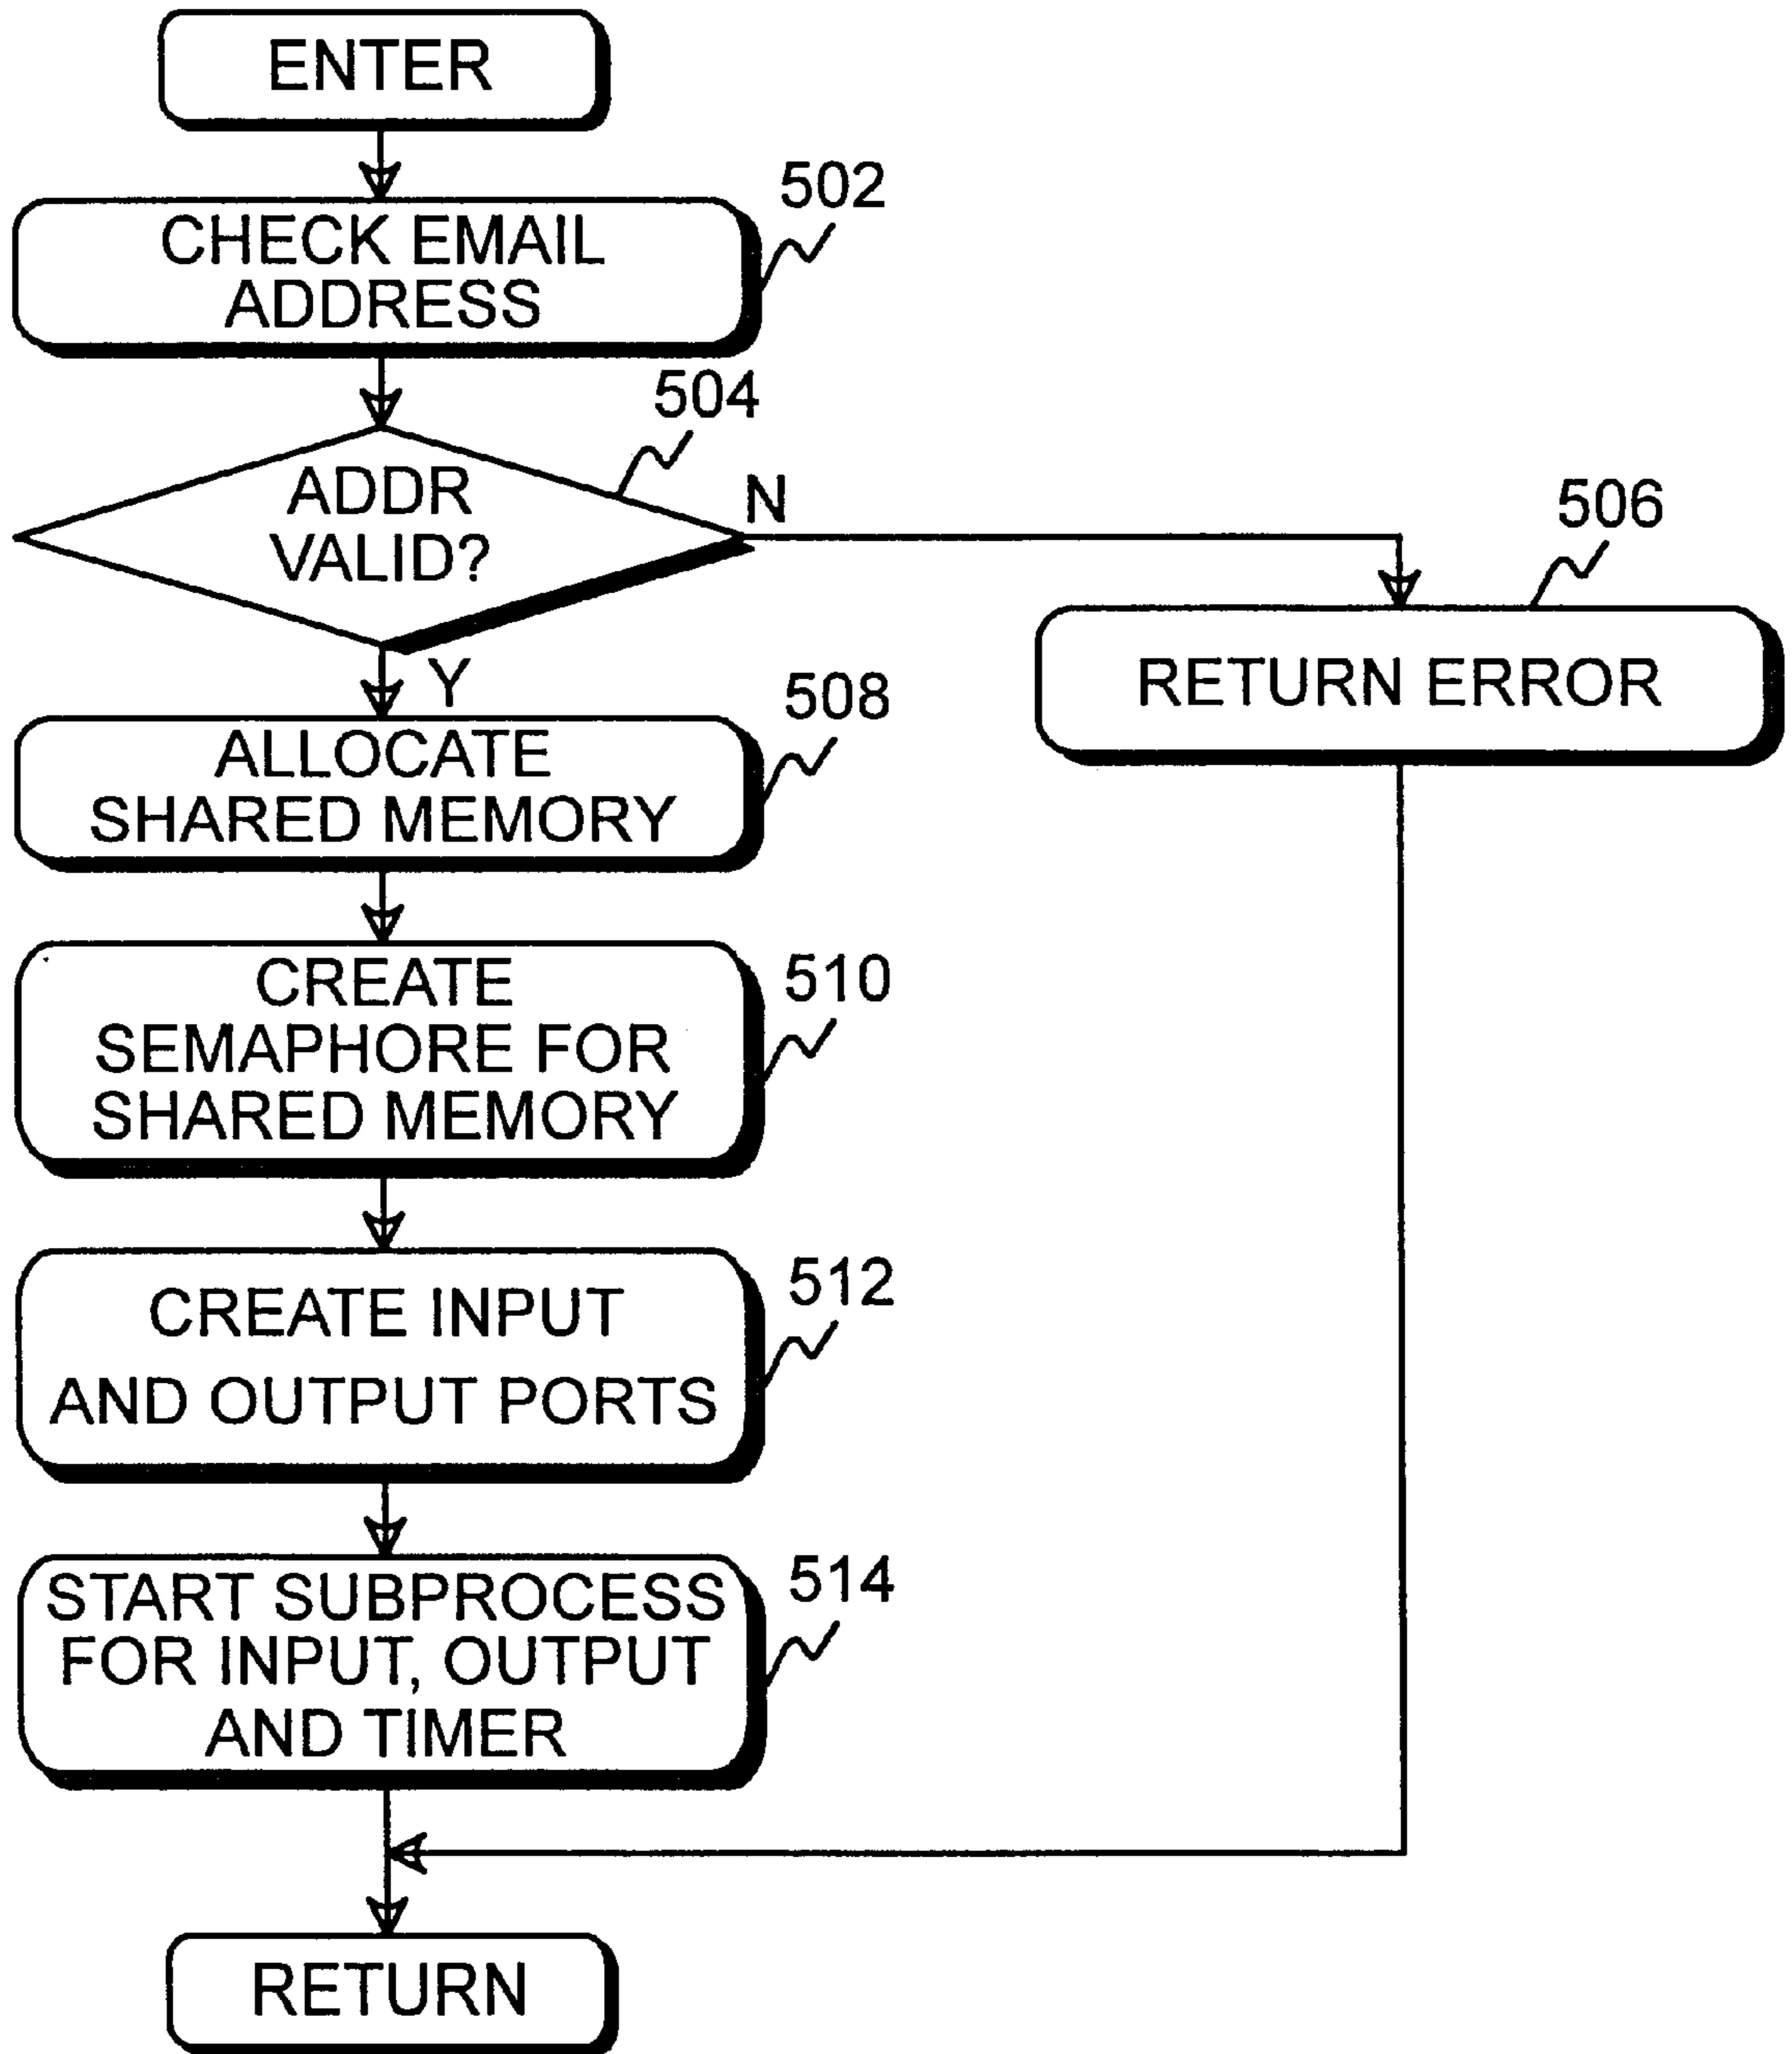 ENTER
502
CHECK EMAIL
ADDRESS
504
ADDR
VALID?
N
506
RETURN ERROR
Y
508
ALLOCATE
SHARED MEMORY
510
CREATE
SEMAPHORE FOR
SHARED MEMORY
512
CREATE INPUT
AND OUTPUT PORTS
514
START SUBPROCESS
FOR INPUT, OUTPUT
AND TIMER
RETURN